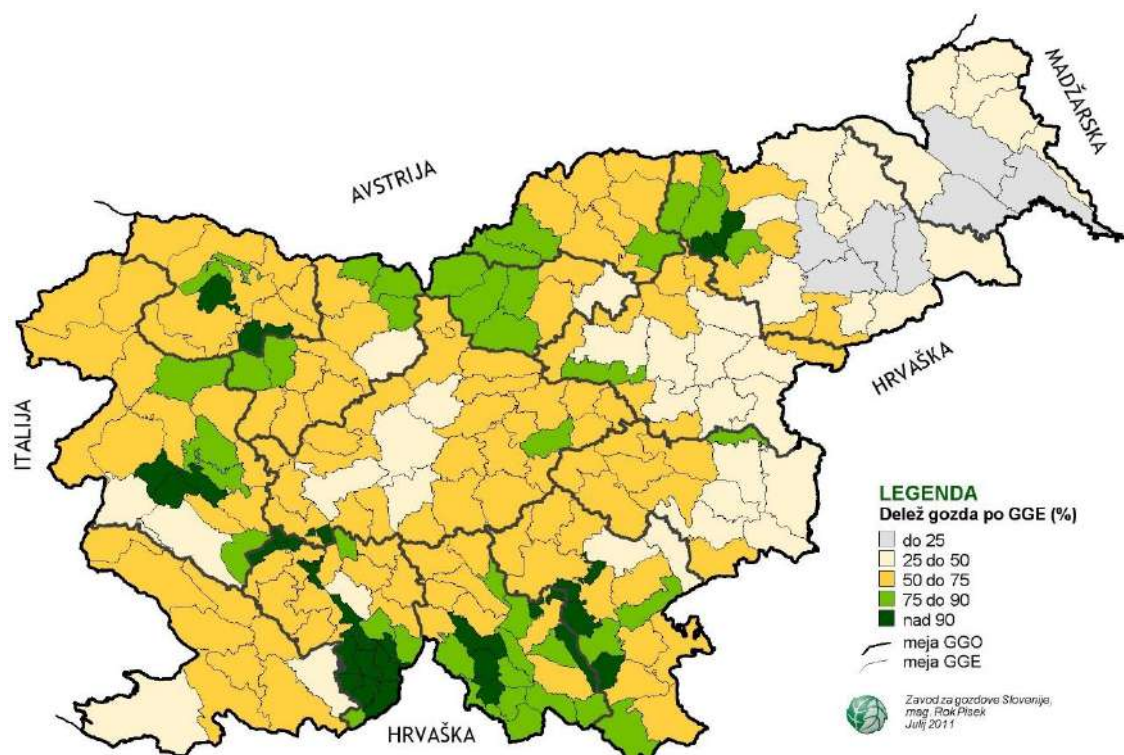 MADŽARSKA
AVSTRIJA
ITALIJA
HRVAŠKA
HRVAŠKA
LEGENDA
Delež gozda po GGE (%)
do 25
25 do 50
50 do 75
75 do 90
nad 90
meja GGO
meja GGE
Zavod za gozdove Slovenije,
mag. Rok Pisek
Julij 2011